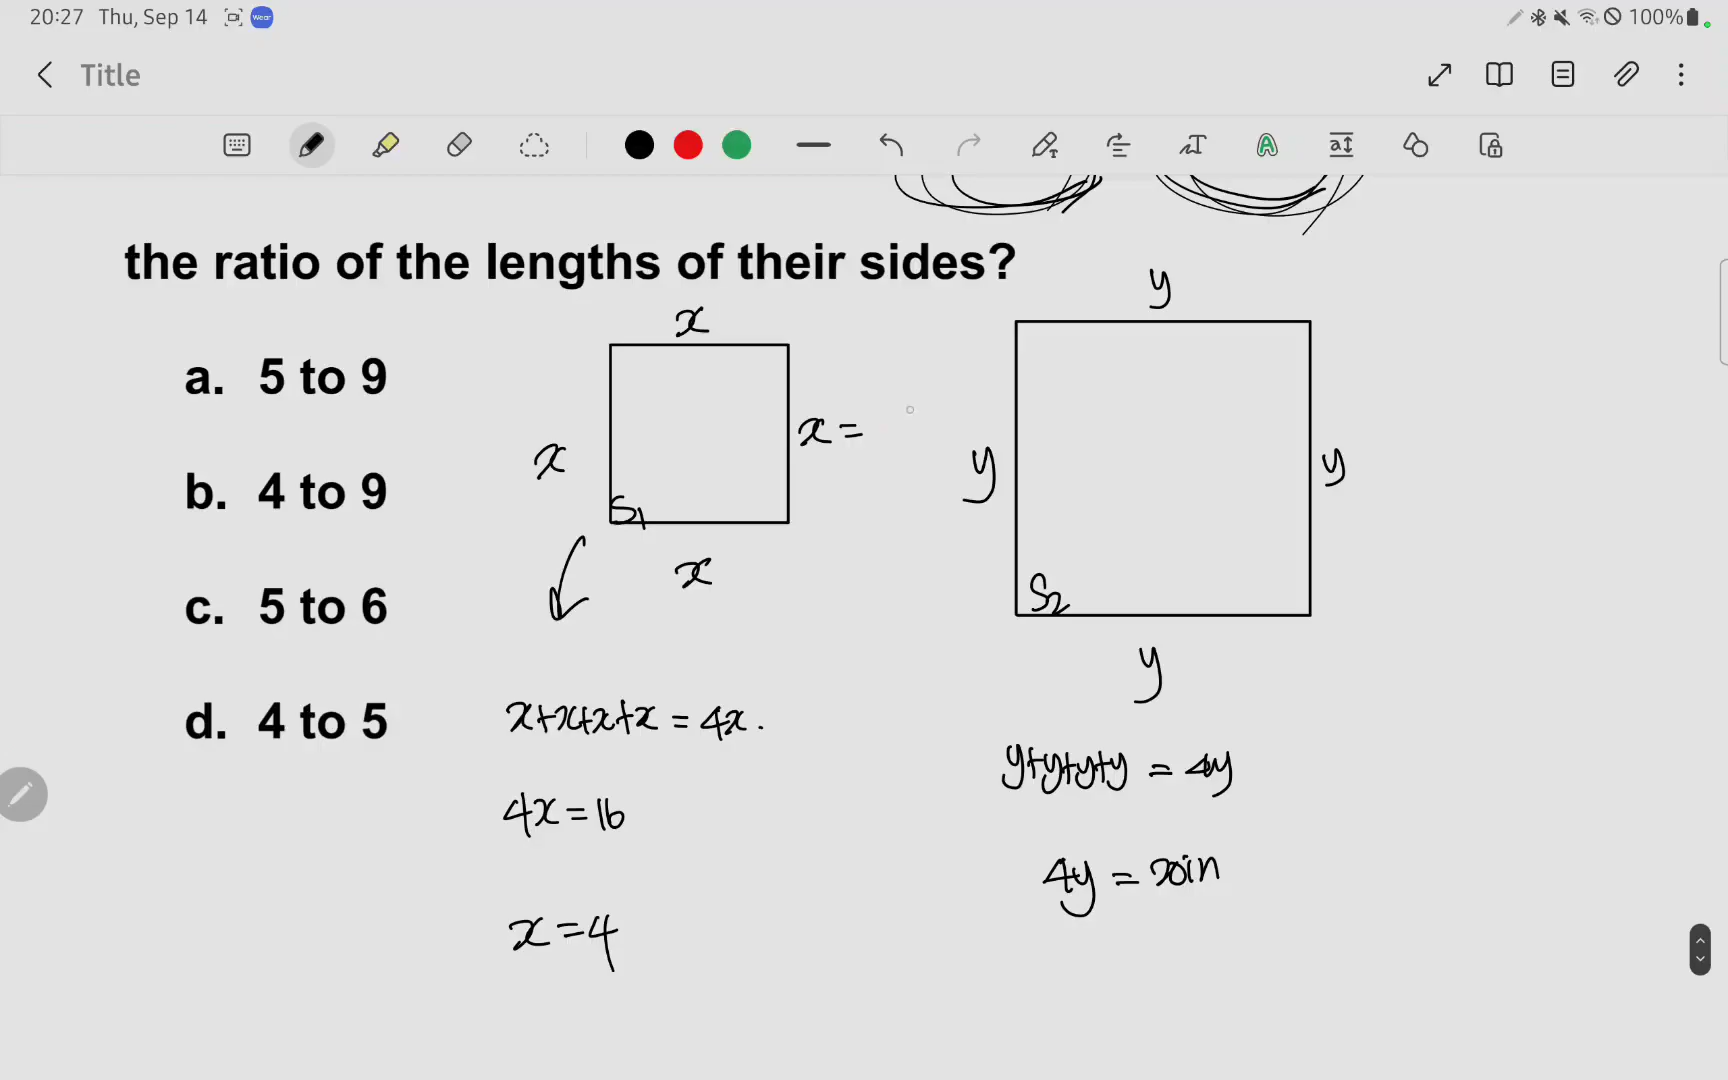 20:27 Thu, Sep 14 Wear 100%
Title
the ratio of the lengths of their sides?
a. 5 to 9
b. 4 to 9
c. 5 to 6
d. 4 to 5
x
x
x =
S1
x
y
y
y
S2
y
x+x+x+x = 4x.
4x = 16
x = 4
y+y+y+y = 4y
4y = 20in